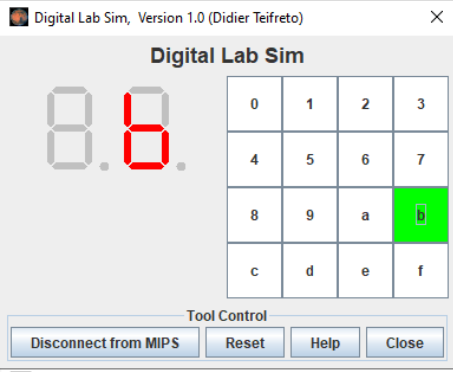 Digital Lab Sim, Version 1.0 (Didier Teifreto)
Digital Lab Sim
b
0 1 2 3
4 5 6 7
8 9 a b
c d e f
Tool Control
Disconnect from MIPS Reset Help Close